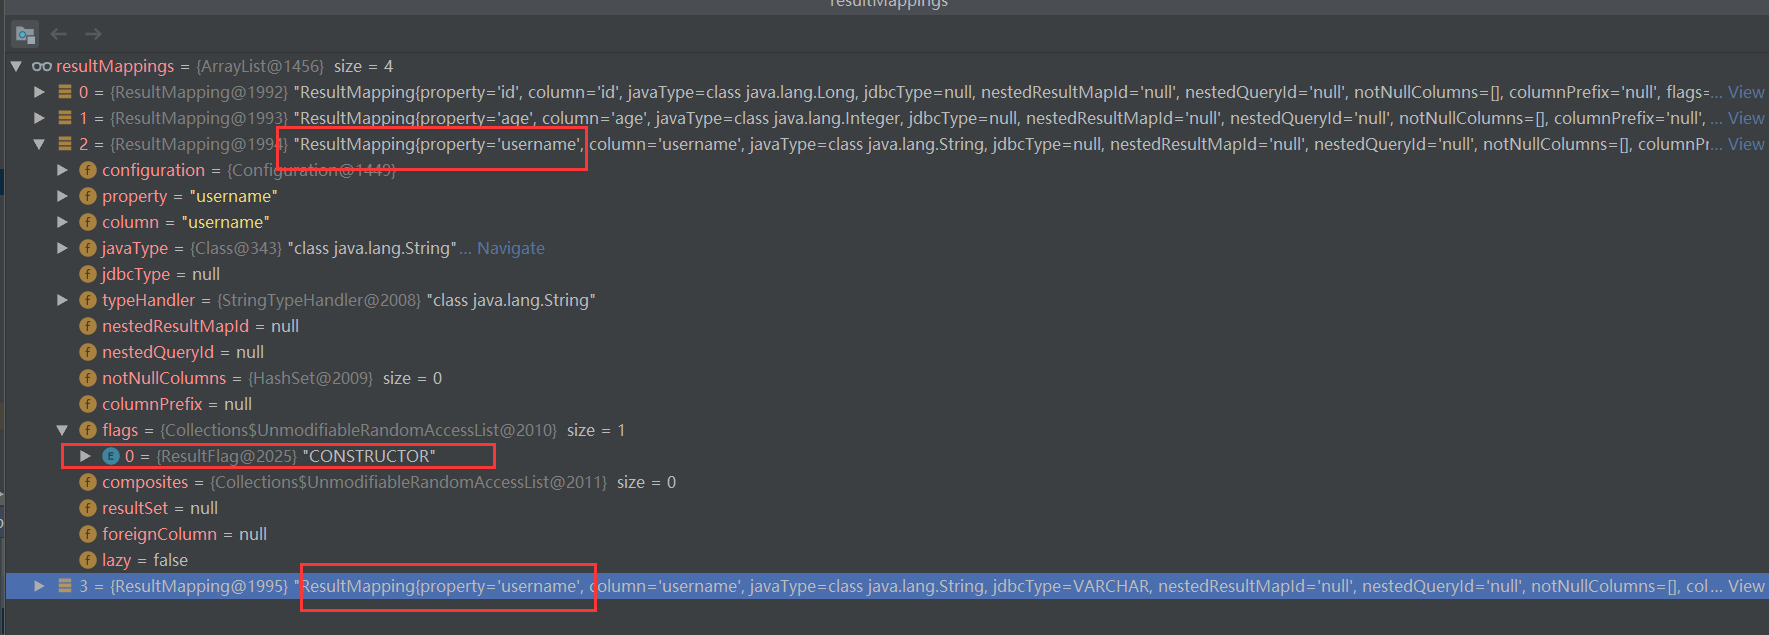 resultMappings
resultMappings = {ArrayList@1456} size = 4
0 = {ResultMapping@1992} "ResultMapping{property='id', column='id', javaType=class java.lang.Long, jdbcType=null, nestedResultMapId='null', nestedQueryId='null', notNullColumns=[], columnPrefix='null', flags=... View
1 = {ResultMapping@1993} "ResultMapping{property='age', column='age', javaType=class java.lang.Integer, jdbcType=null, nestedResultMapId='null', nestedQueryId='null', notNullColumns=[], columnPrefix='null', ... View
2 = {ResultMapping@1994} "ResultMapping{property='username', column='username', javaType=class java.lang.String, jdbcType=null, nestedResultMapId='null', nestedQueryId='null', notNullColumns=[], columnPr... View
configuration = {Configuration@1449}
property = "username"
column = "username"
javaType = {Class@343} "class java.lang.String" ... Navigate
jdbcType = null
typeHandler = {StringTypeHandler@2008} "class java.lang.String"
nestedResultMapId = null
nestedQueryId = null
notNullColumns = {HashSet@2009} size = 0
columnPrefix = null
flags = {Collections$UnmodifiableRandomAccessList@2010} size = 1
0 = {ResultFlag@2025} "CONSTRUCTOR"
composites = {Collections$UnmodifiableRandomAccessList@2011} size = 0
resultSet = null
foreignColumn = null
lazy = false
3 = {ResultMapping@1995} "ResultMapping{property='username', column='username', javaType=class java.lang.String, jdbcType=VARCHAR, nestedResultMapId='null', nestedQueryId='null', notNullColumns=[], col... View